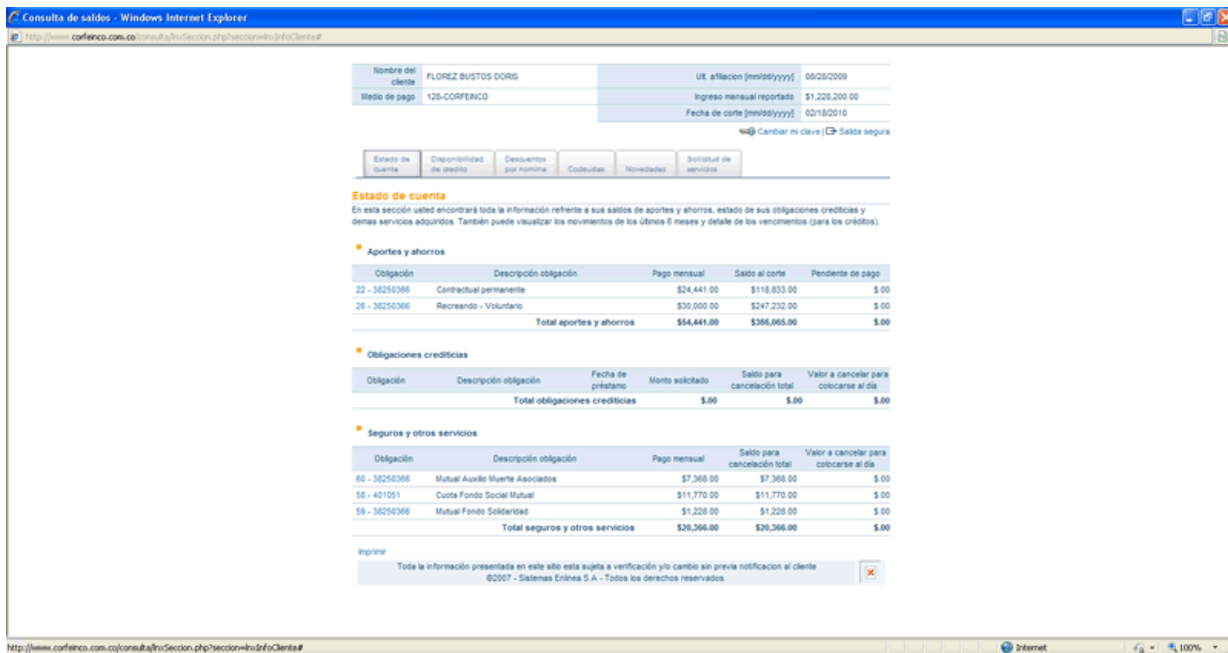 Consulta de saldos - Windows Internet Explorer
http://www.corfeinco.com.co/consulta/lnxSeccion.php?seccion=lnxInfoCliente#
Nombre del cliente FLOREZ BUSTOS DORIS Ult. afiliacion [mm/dd/yyyy] 08/28/2009
Medio de pago 128-CORFEINCO Ingreso mensual reportado $1,228,200.00
Fecha de corte [mm/dd/yyyy] 02/18/2010
Cambiar mi clave | Salida segura
Estado de cuenta Disponibilidad de credito Descuentos por nomina Codeudas Novedades Solicitud de servicios
Estado de cuenta
En esta sección usted encontrará toda la información refrente a sus saldos de aportes y ahorros, estado de sus obligaciones crediticias y
demas servicios adquiridos. También puede visualizar los movimientos de los últimos 6 meses y detalle de los vencimientos (para los créditos).
Aportes y ahorros
Obligación Descripción obligación Pago mensual Saldo al corte Pendiente de pago
22 - 38250366 Contractual permanente $24,441.00 $118,833.00 $.00
26 - 38250366 Recreando - Voluntario $30,000.00 $247,232.00 $.00
Total aportes y ahorros $54,441.00 $366,065.00 $.00
Obligaciones crediticias
Obligación Descripción obligación Fecha de préstamo Monto solicitado Saldo para cancelación total Valor a cancelar para colocarse al día
Total obligaciones crediticias $.00 $.00 $.00
Seguros y otros servicios
Obligación Descripción obligación Pago mensual Saldo para cancelación total Valor a cancelar para colocarse al día
60 - 38250366 Mutual Auxilio Muerte Asociados $7,368.00 $7,368.00 $.00
58 - 401051 Cuota Fondo Social Mutual $11,770.00 $11,770.00 $.00
59 - 38250366 Mutual Fondo Solidaridad $1,228.00 $1,228.00 $.00
Total seguros y otros servicios $20,366.00 $20,366.00 $.00
Imprimir
Toda la información presentada en este sitio esta sujeta a verificación y/o cambio sin previa notificacion al cliente
©2007 - Sistemas Enlinea S.A - Todos los derechos reservados.
http://www.corfeinco.com.co/consulta/lnxSeccion.php?seccion=lnxInfoCliente# Internet 100%